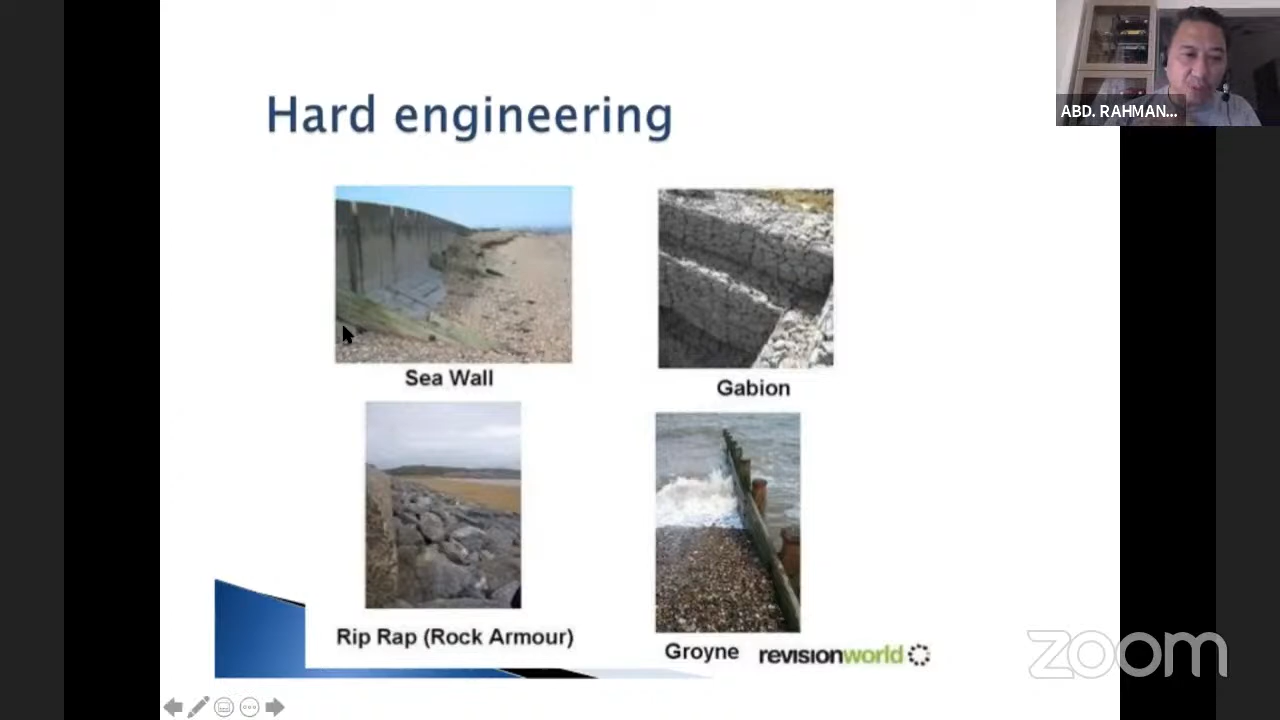 Hard engineering
ABD. RAHMAN...
Sea Wall
Gabion
Rip Rap (Rock Armour)
Groyne
revisionworld
zoom